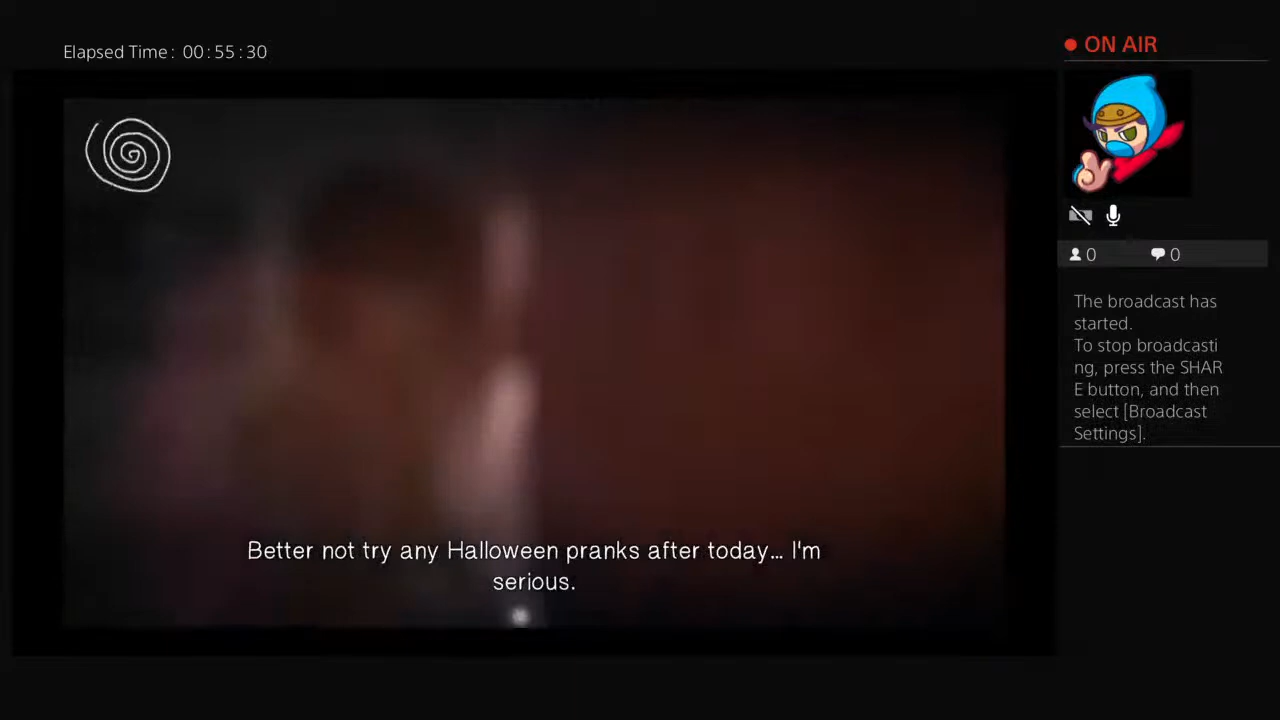 Elapsed Time: 00:55:30
ON AIR
0
0
The broadcast has
started.
To stop broadcasti
ng, press the SHAR
E button, and then
select [Broadcast
Settings].
Better not try any Halloween pranks after today... I'm
serious.